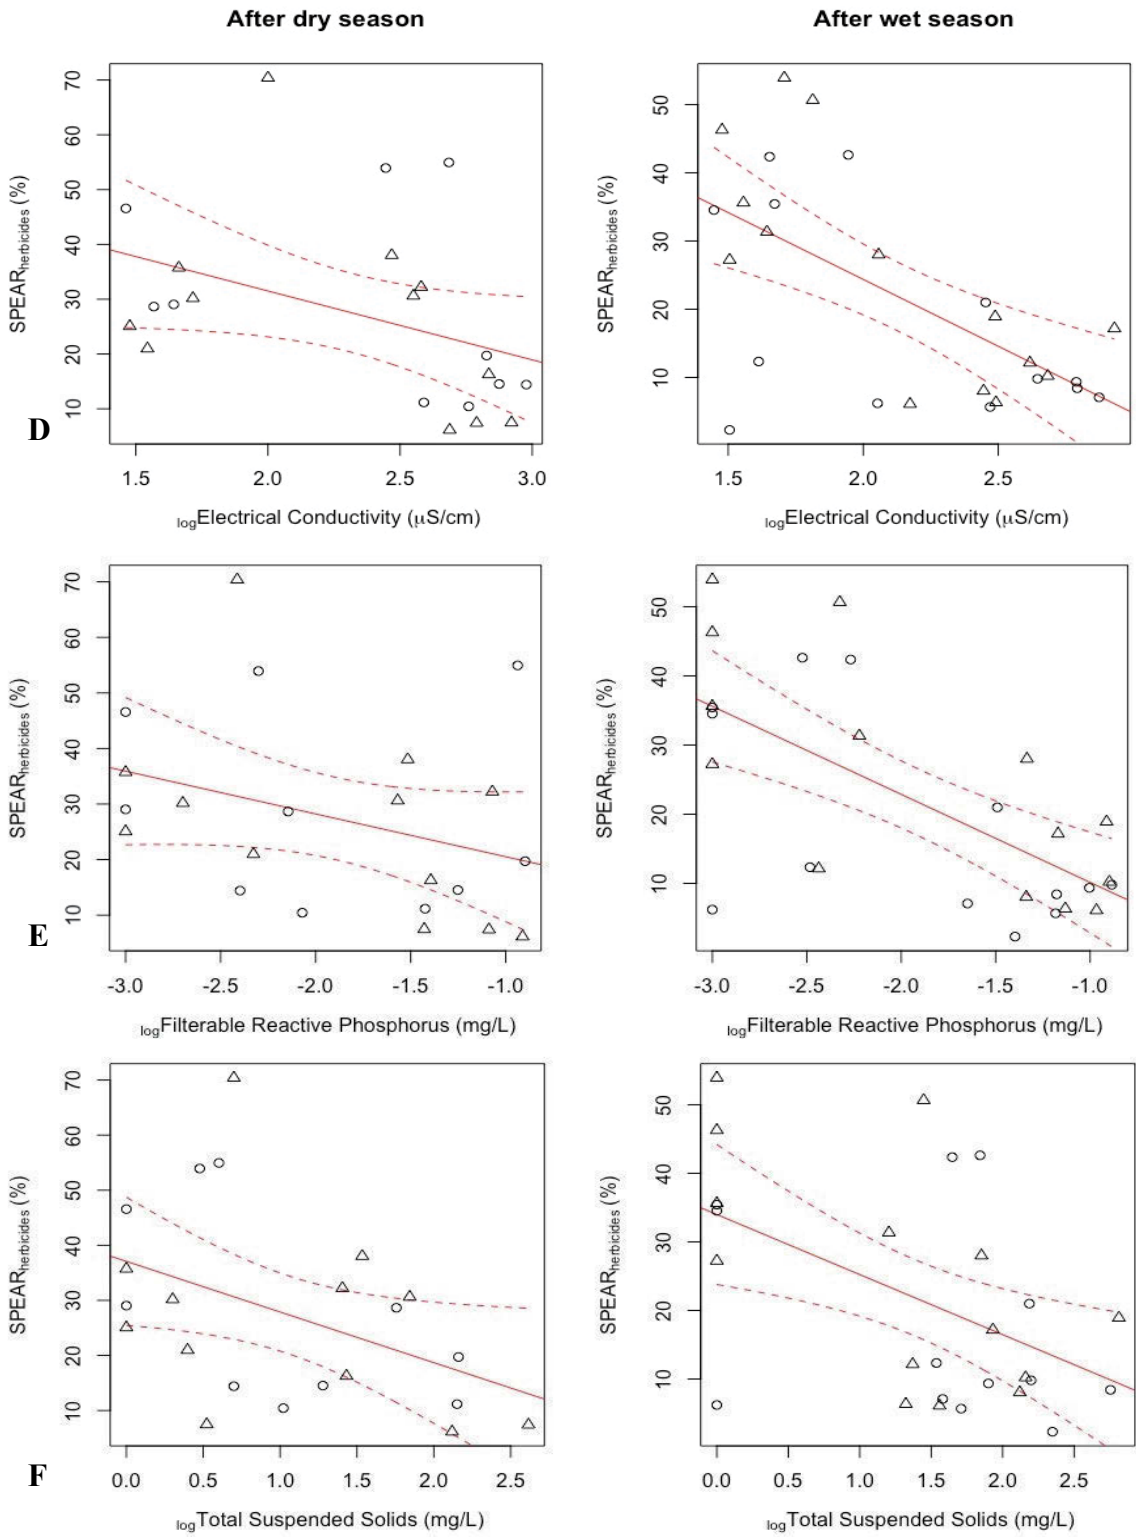 After dry season After wet season
70
60
50
40
30
20
10
SPEARherbicides (%)
50
40
30
20
10
SPEARherbicides (%)
D
1.5 2.0 2.5 3.0
1.5 2.0 2.5
logElectrical Conductivity (μS/cm) logElectrical Conductivity (μS/cm)
70
60
50
40
30
20
10
SPEARherbicides (%)
50
40
30
20
10
SPEARherbicides (%)
E
-3.0 -2.5 -2.0 -1.5 -1.0
-3.0 -2.5 -2.0 -1.5 -1.0
logFilterable Reactive Phosphorus (mg/L) logFilterable Reactive Phosphorus (mg/L)
70
60
50
40
30
20
10
SPEARherbicides (%)
50
40
30
20
10
SPEARherbicides (%)
F
0.0 0.5 1.0 1.5 2.0 2.5
0.0 0.5 1.0 1.5 2.0 2.5
logTotal Suspended Solids (mg/L) logTotal Suspended Solids (mg/L)